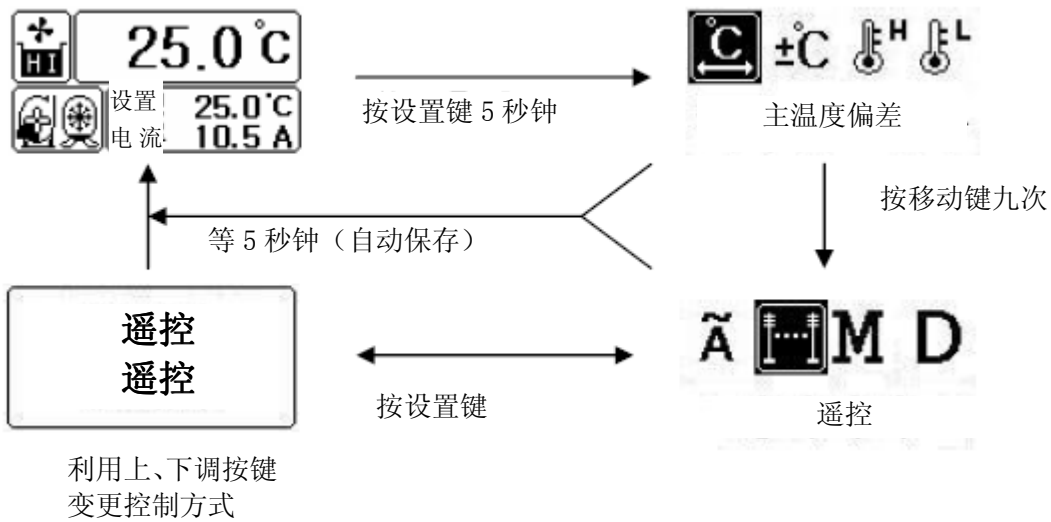 HI
25.0℃
设置 25.0℃
电 流 10.5 A
按设置键 5 秒钟
℃ ±℃ H L
主温度偏差
按移动键九次
等 5 秒钟（自动保存）
遥控
遥控
按设置键
Ã M D
遥控
利用上、下调按键
变更控制方式